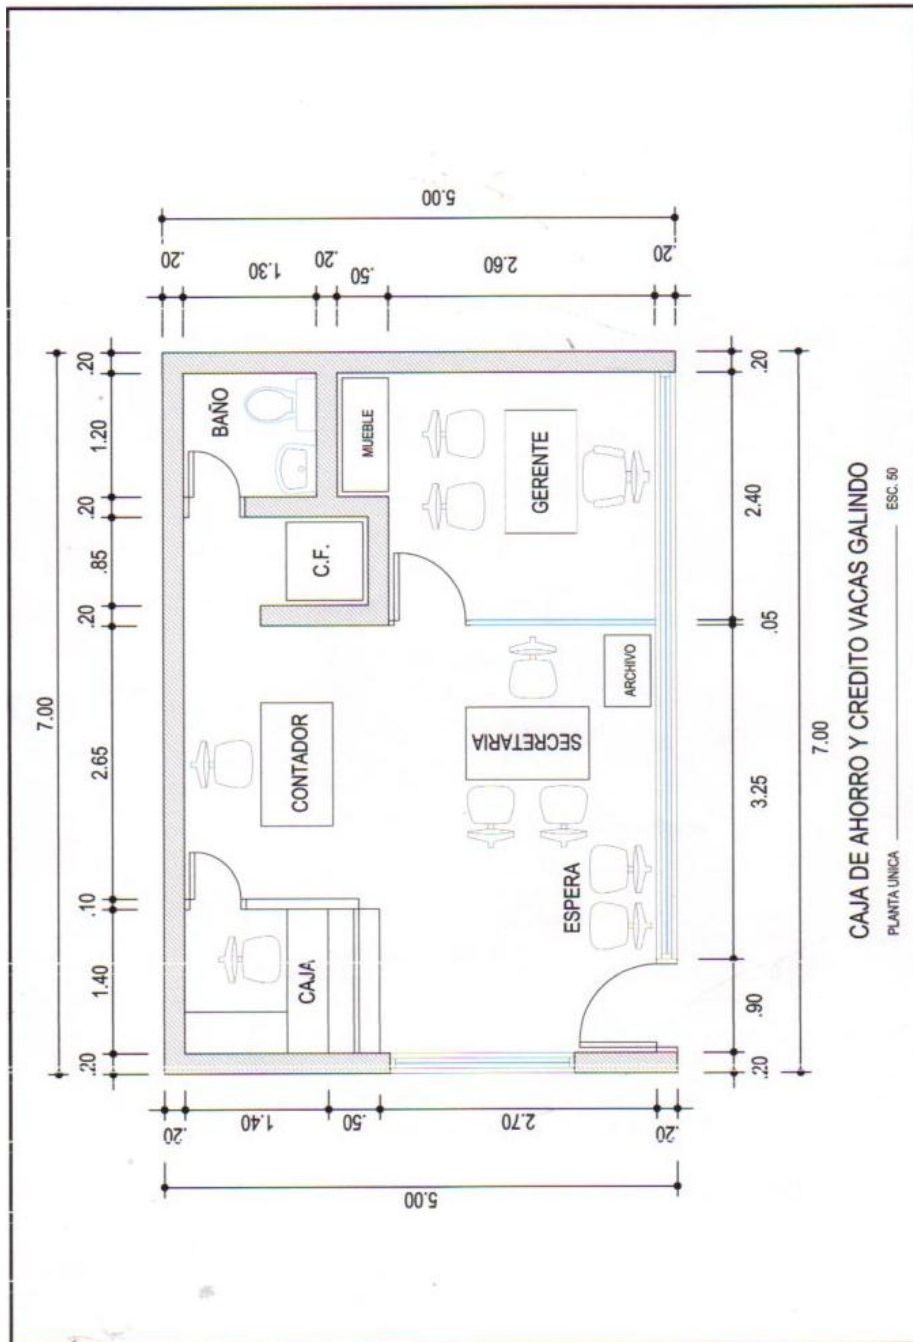 7.00
.20 1.40 .10 2.65 .20 .85 .20 1.20 .20
5.00
.20 1.40 .50 2.70 .20
CAJA
CONTADOR
C.F.
BAÑO
MUEBLE
ESPERA
SECRETARIA
ARCHIVO
GERENTE
.20 1.30 .20 .50 2.60 .20
5.00
.20 .90 3.25 .05 2.40 .20
7.00
CAJA DE AHORRO Y CREDITO VACAS GALINDO
PLANTA UNICA ESC. 50